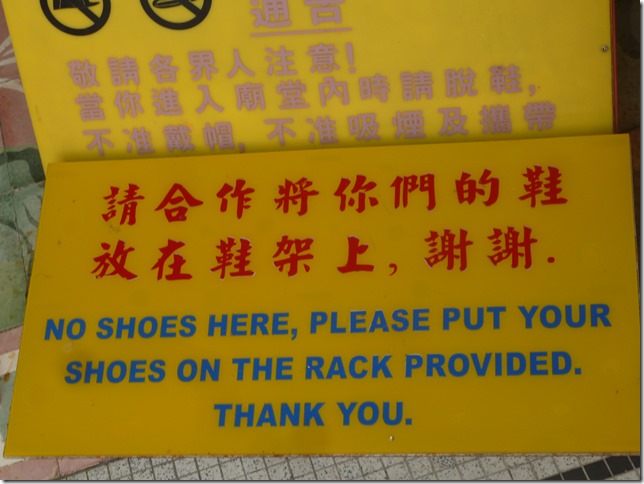 通告
敬請各界人注意!
當你進入廟堂內時請脫鞋,
不准戴帽, 不准吸煙及攜帶
請合作將你們的鞋
放在鞋架上, 謝謝.
NO SHOES HERE, PLEASE PUT YOUR
SHOES ON THE RACK PROVIDED.
THANK YOU.